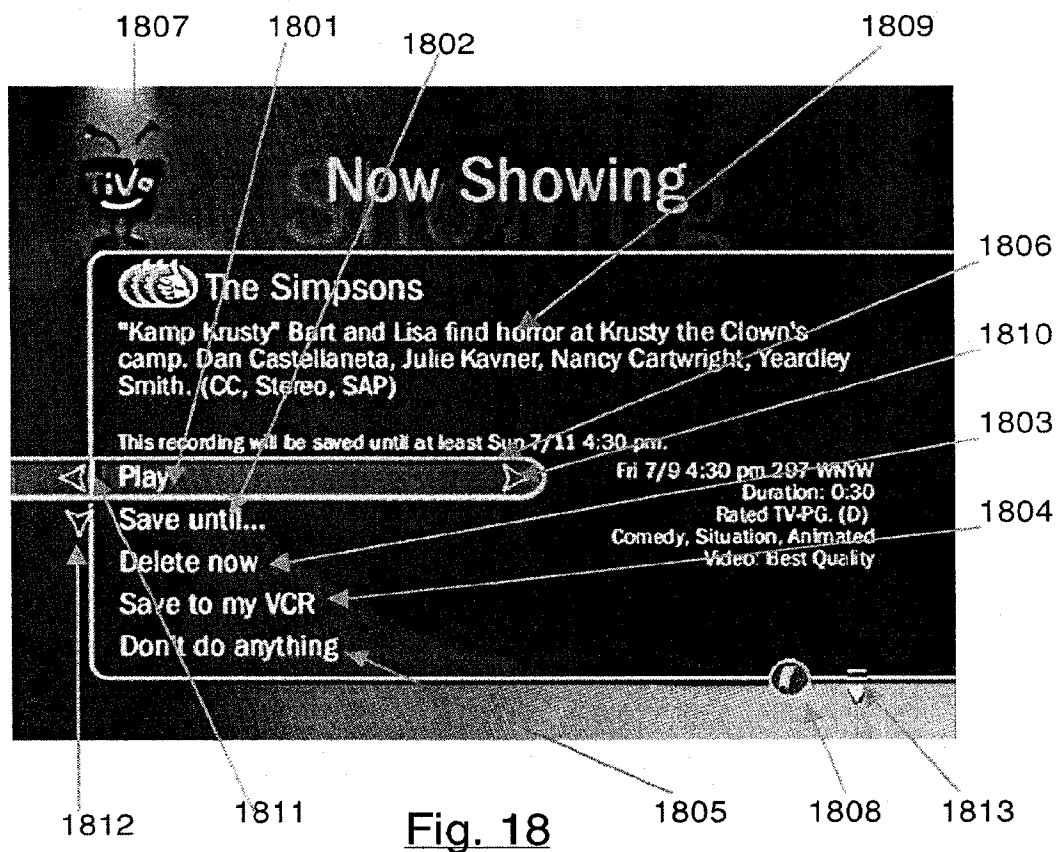 1807
1801
1802
1809
TiVo
Now Showing
1806
The Simpsons
"Kamp Krusty" Bart and Lisa find horror at Krusty the Clown's
camp. Dan Castellaneta, Julie Kavner, Nancy Cartwright, Yeardley
Smith. (CC, Stereo, SAP)
1810
This recording will be saved until at least Sun 7/11 4:30 pm.
1803
Play
Fri 7/9 4:30 pm 297 WNYW
Duration: 0:30
1804
Save until...
Rated TV-PG. (D)
Comedy, Situation, Animated
Delete now
Video: Best Quality
Save to my VCR
Don't do anything
1812
1811
1805
1808
1813
Fig. 18